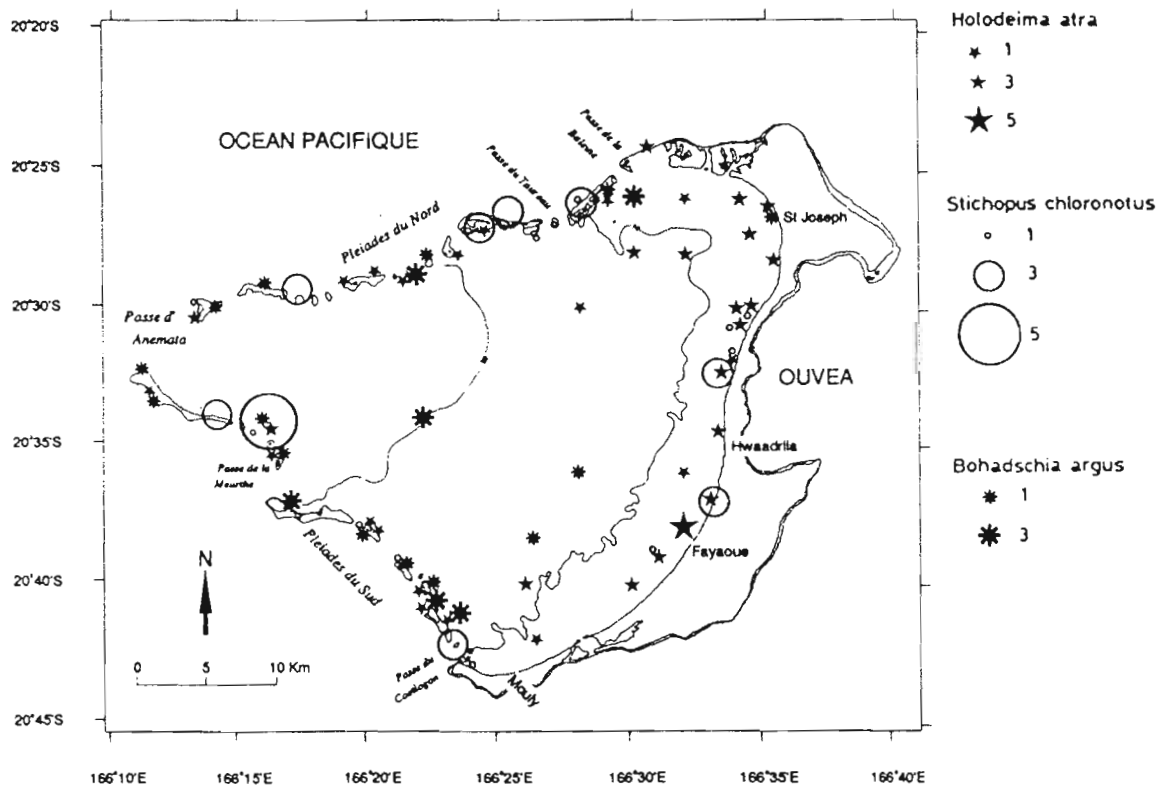 20°20'S
20°25'S
20°30'S
20°35'S
20°40'S
20°45'S
166°10'E
166°15'E
166°20'E
166°25'E
166°30'E
166°35'E
166°40'E
OCEAN PACIFIQUE
Passe de la
Baleine
Passe du Taureau
Pleiades du Nord
St Joseph
Passe d'
Anemata
OUVEA
Hwaadrila
Passe de la
Meurthe
Fayaoue
Pleiades du Sud
N
0 5 10 Km
Passe du
Coetlogon
Mouly
Holodeima atra
1
3
5
Stichopus chloronotus
1
3
5
Bohadschia argus
1
3